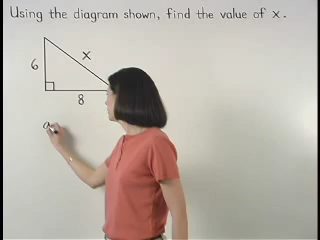 Using the diagram shown, find the value of x.
x
6
8
a